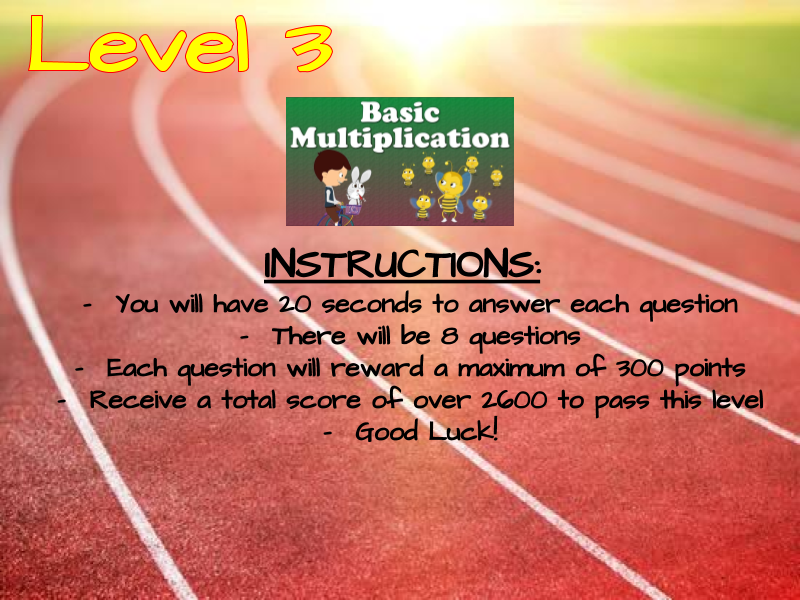 Level 3
Basic
Multiplication
INSTRUCTIONS:
- You will have 20 seconds to answer each question
- There will be 8 questions
- Each question will reward a maximum of 300 points
- Receive a total score of over 2600 to pass this level
- Good Luck!